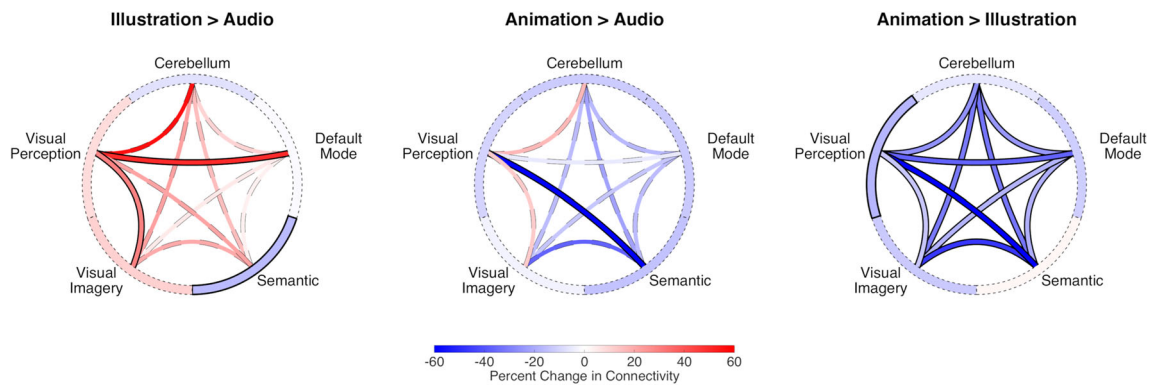 Illustration > Audio
Cerebellum
Visual
Perception
Default
Mode
Visual
Imagery
Semantic
Animation > Audio
Cerebellum
Visual
Perception
Default
Mode
Visual
Imagery
Semantic
Animation > Illustration
Cerebellum
Visual
Perception
Default
Mode
Visual
Imagery
Semantic
-60 -40 -20 0 20 40 60
Percent Change in Connectivity